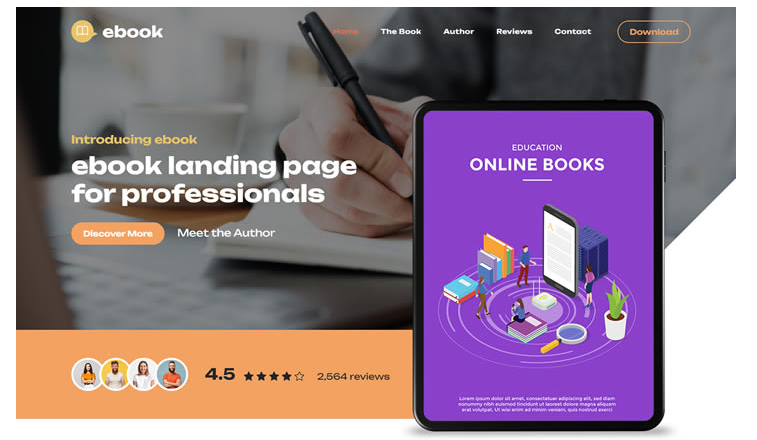 ebook
Home
The Book
Author
Reviews
Contact
Download
Introducing ebook
ebook landing page
for professionals
Discover More
Meet the Author
EDUCATION
ONLINE BOOKS
A
Lorem ipsum dolor sit amet, consectetuer adipiscing elit, sed diam
nonummy nibh euismod tincidunt ut laoreet dolore magna aliquam
erat volutpat. Ut wisi enim ad minim veniam, quis nostrud exerci
4.5
2,564 reviews